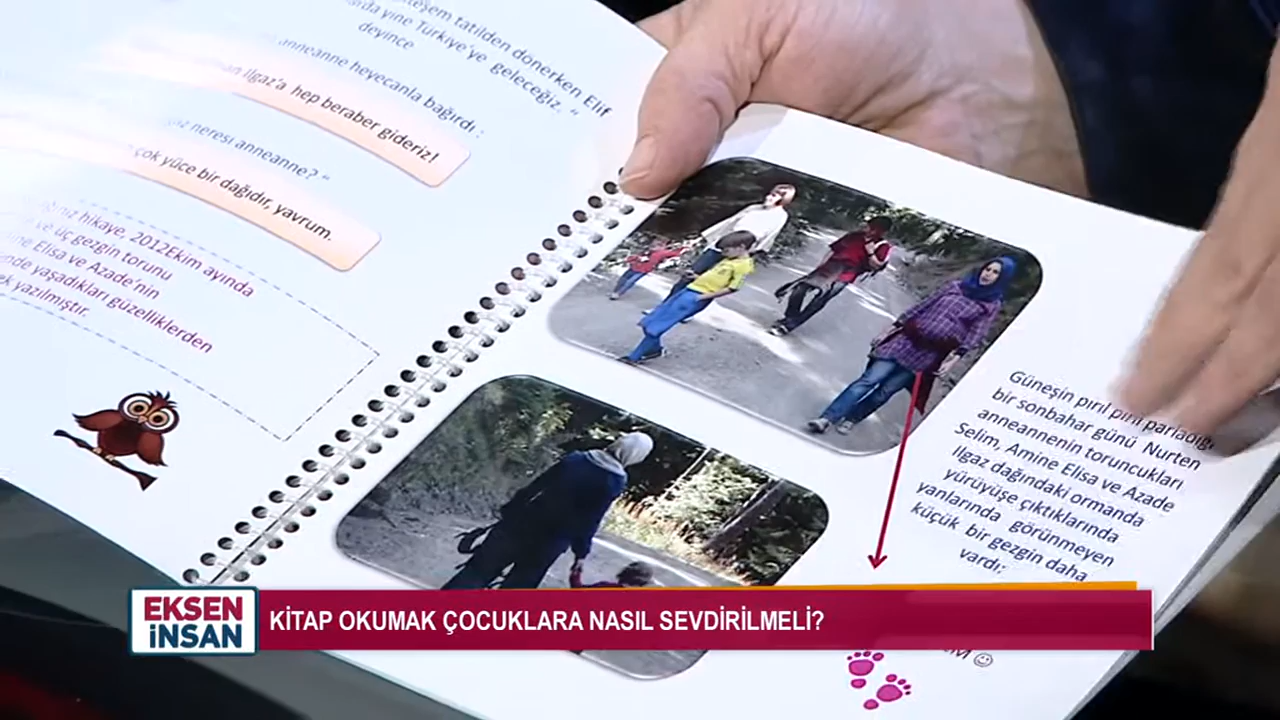 tatilden dönerken Elif
yine Türkiye'ye geleceğiz. "
deyince
anneanne heyecanla bağırdı :
Ilgaz'a hep beraber gideriz!
neresi anneanne? "
çok yüce bir dağıdır, yavrum.
hikaye, 2012Ekim ayında
ve üç gezgin torunu
Elisa ve Azade'nin
yaşadıkları güzelliklerden
yazılmıştır.
Güneşin pırıl pırıl parladığı
bir sonbahar günü Nurten
anneannenin toruncukları
Selim, Amine Elisa ve Azade
Ilgaz dağındaki ormanda
yürüyüşe çıktıklarında
yanlarında görünmeyen
küçük bir gezgin daha
vardı;
EKSEN
iNSAN
KİTAP OKUMAK ÇOCUKLARA NASIL SEVDİRİLMELİ?